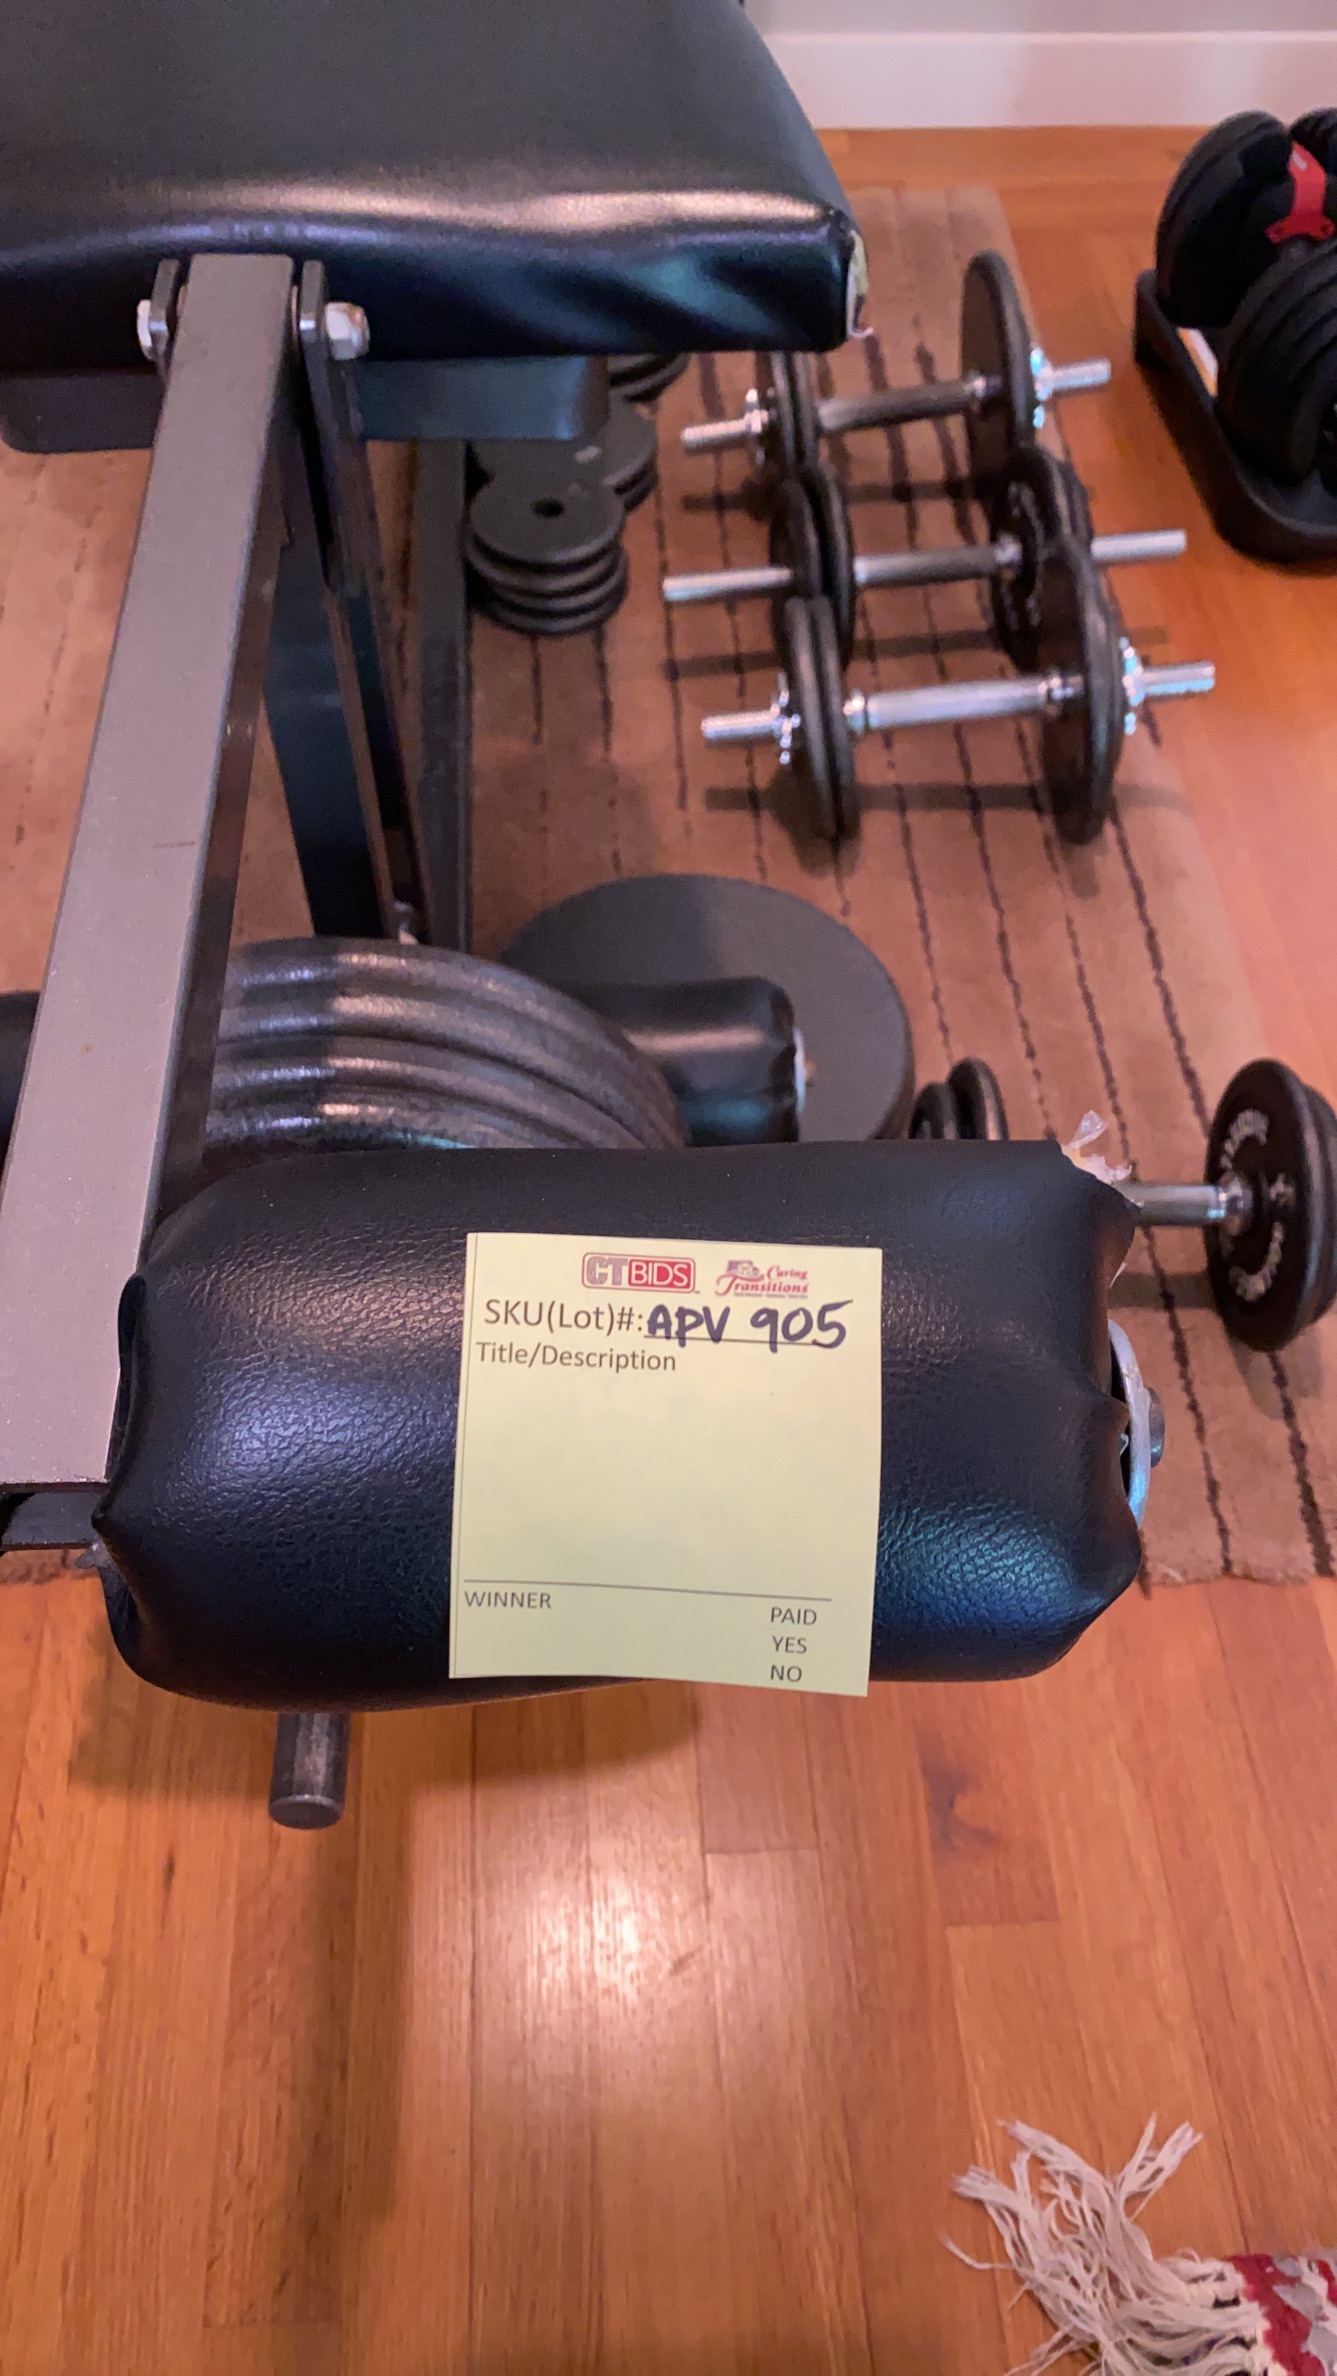 CTBIDS Caring Transitions
SKU(Lot)#: APV 905
Title/Description
WINNER
PAID
YES
NO